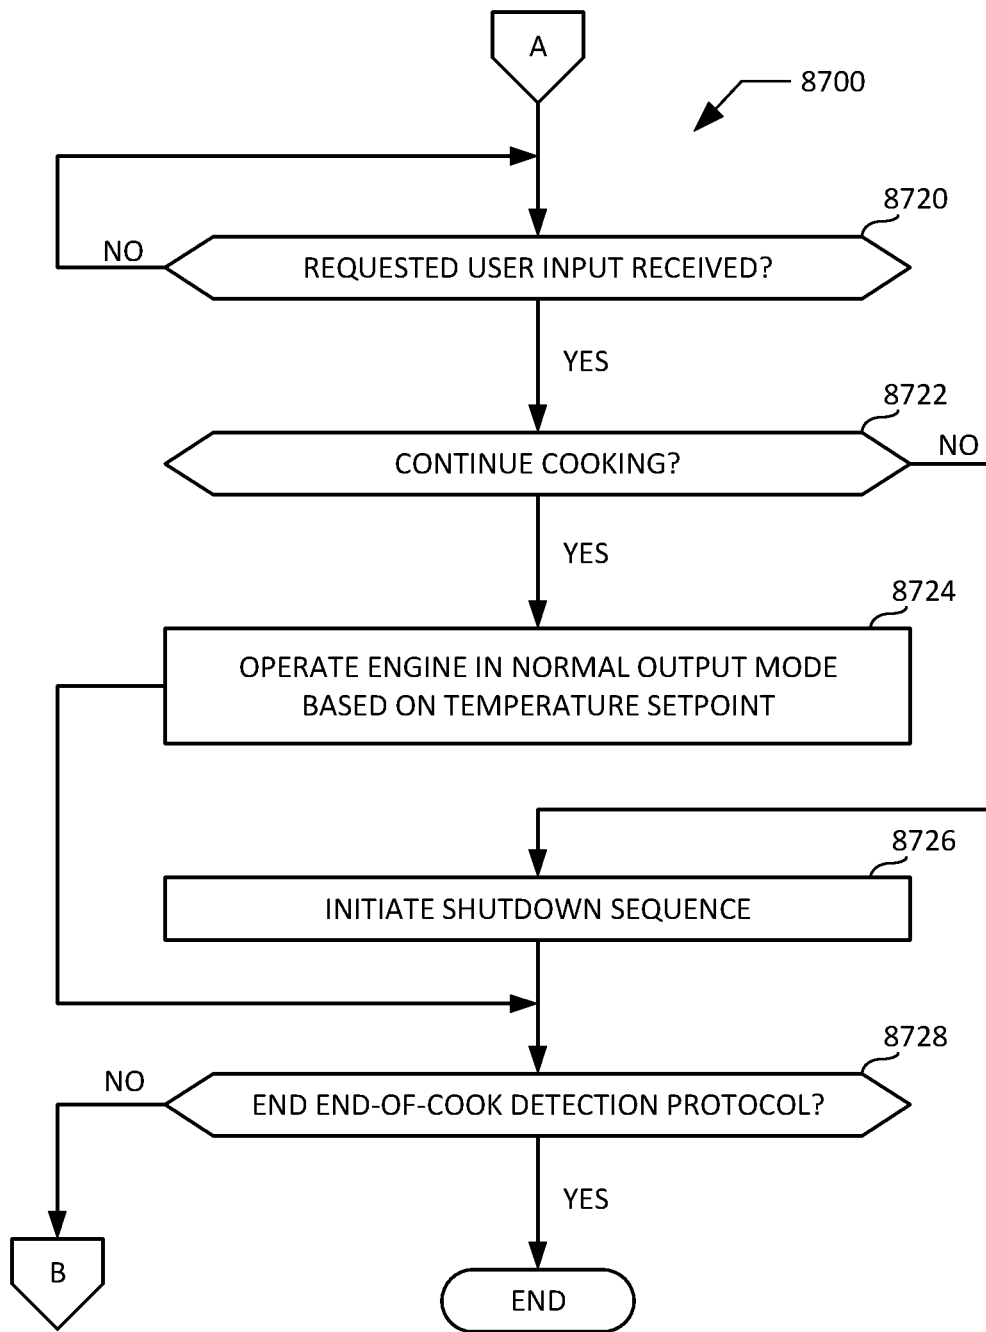 A
8700
8720
NO
REQUESTED USER INPUT RECEIVED?
YES
8722
NO
CONTINUE COOKING?
YES
8724
OPERATE ENGINE IN NORMAL OUTPUT MODE
BASED ON TEMPERATURE SETPOINT
8726
INITIATE SHUTDOWN SEQUENCE
8728
NO
END END-OF-COOK DETECTION PROTOCOL?
YES
B
END